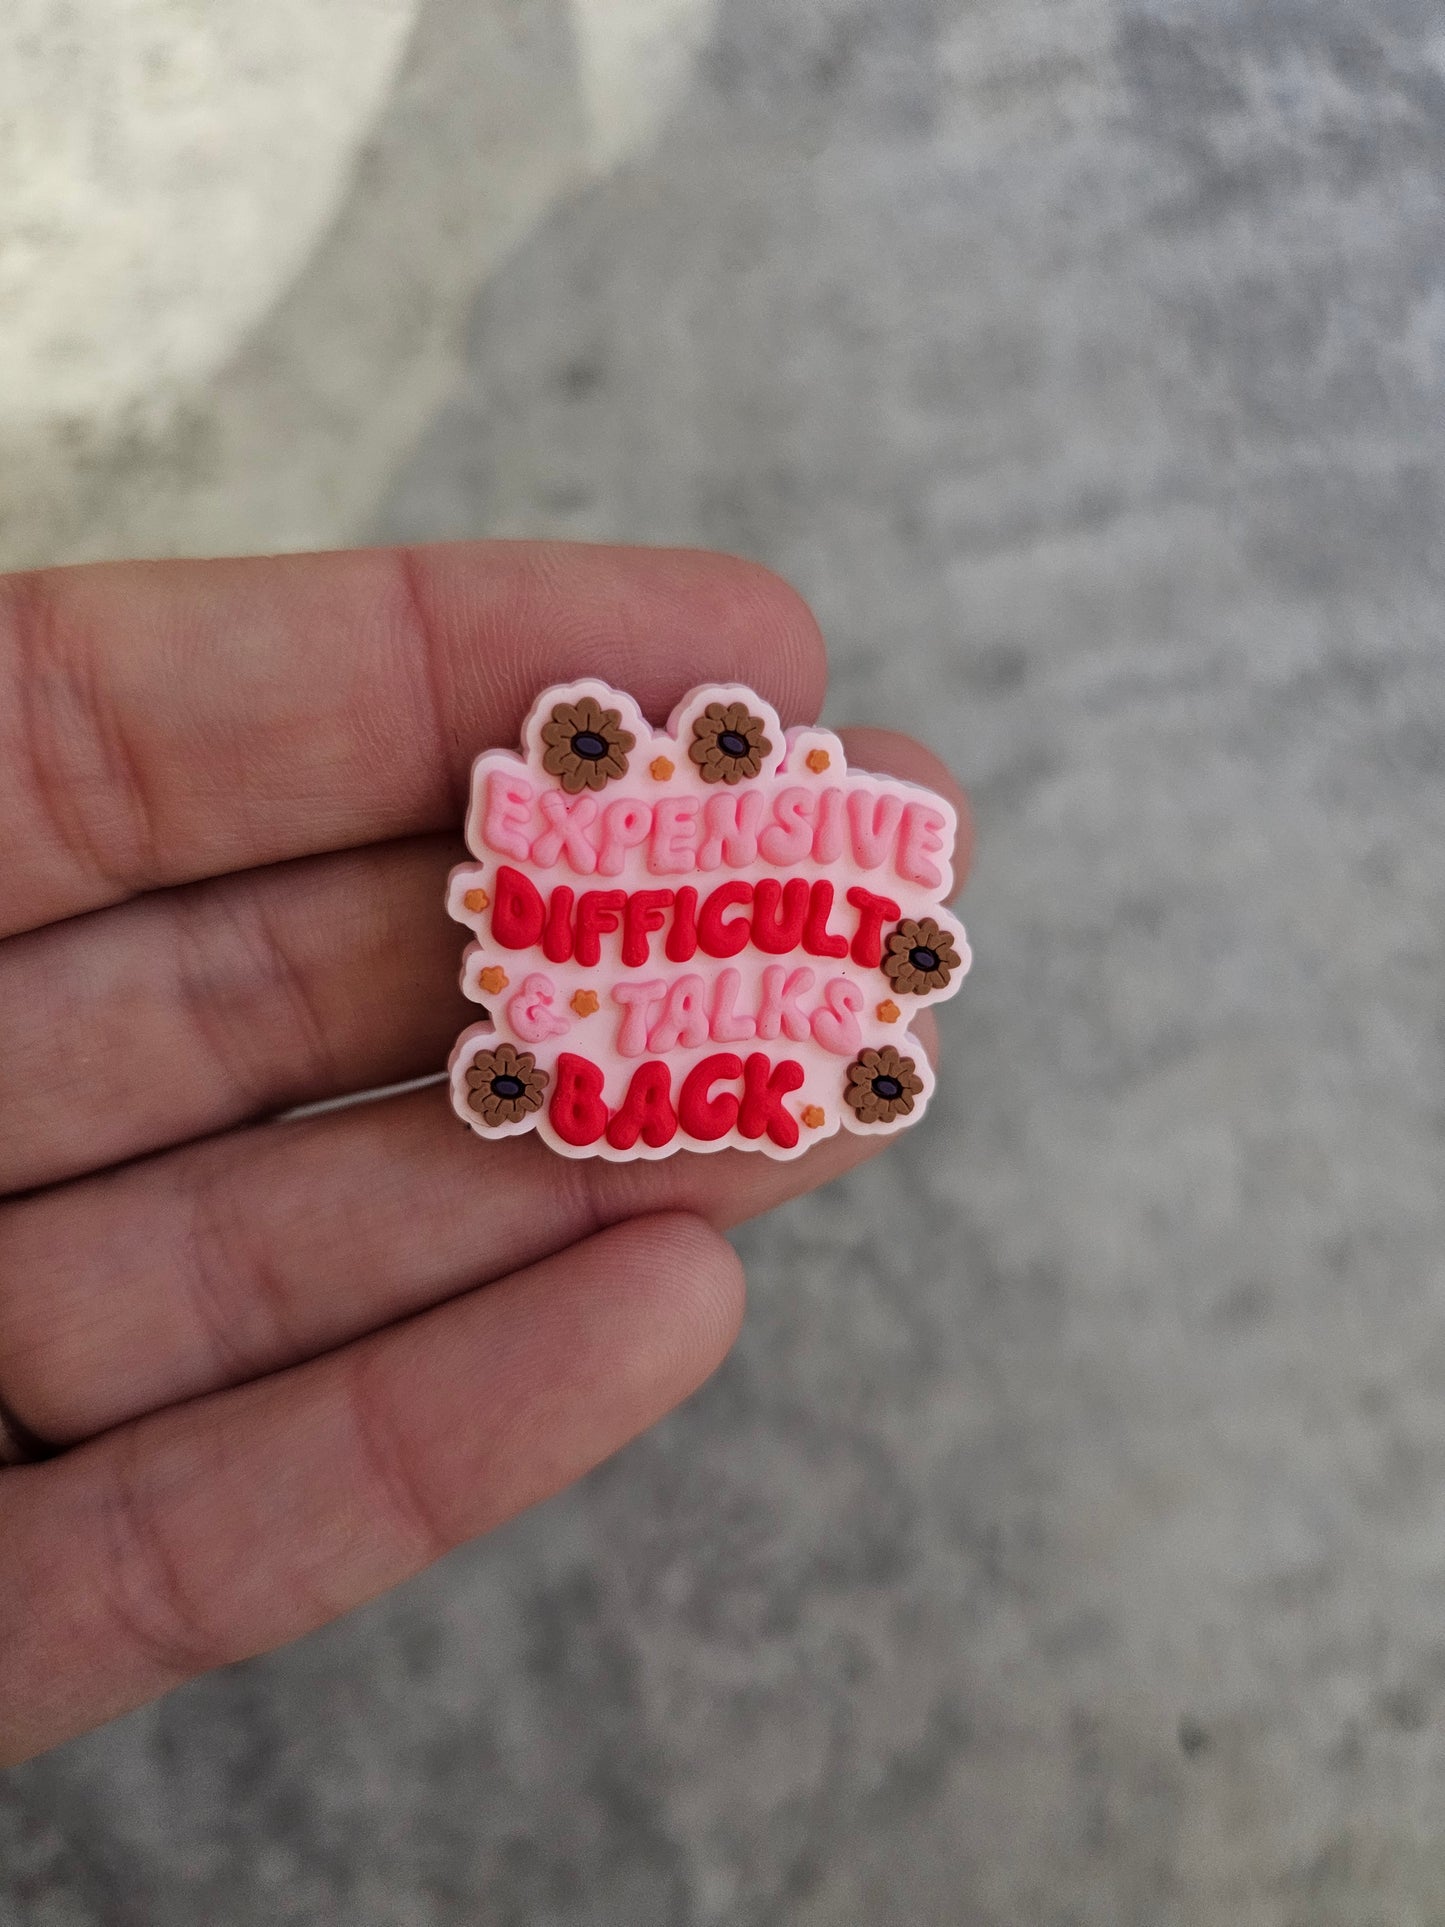 EXPENSIVE
DIFFICULT
& TALKS
BACK